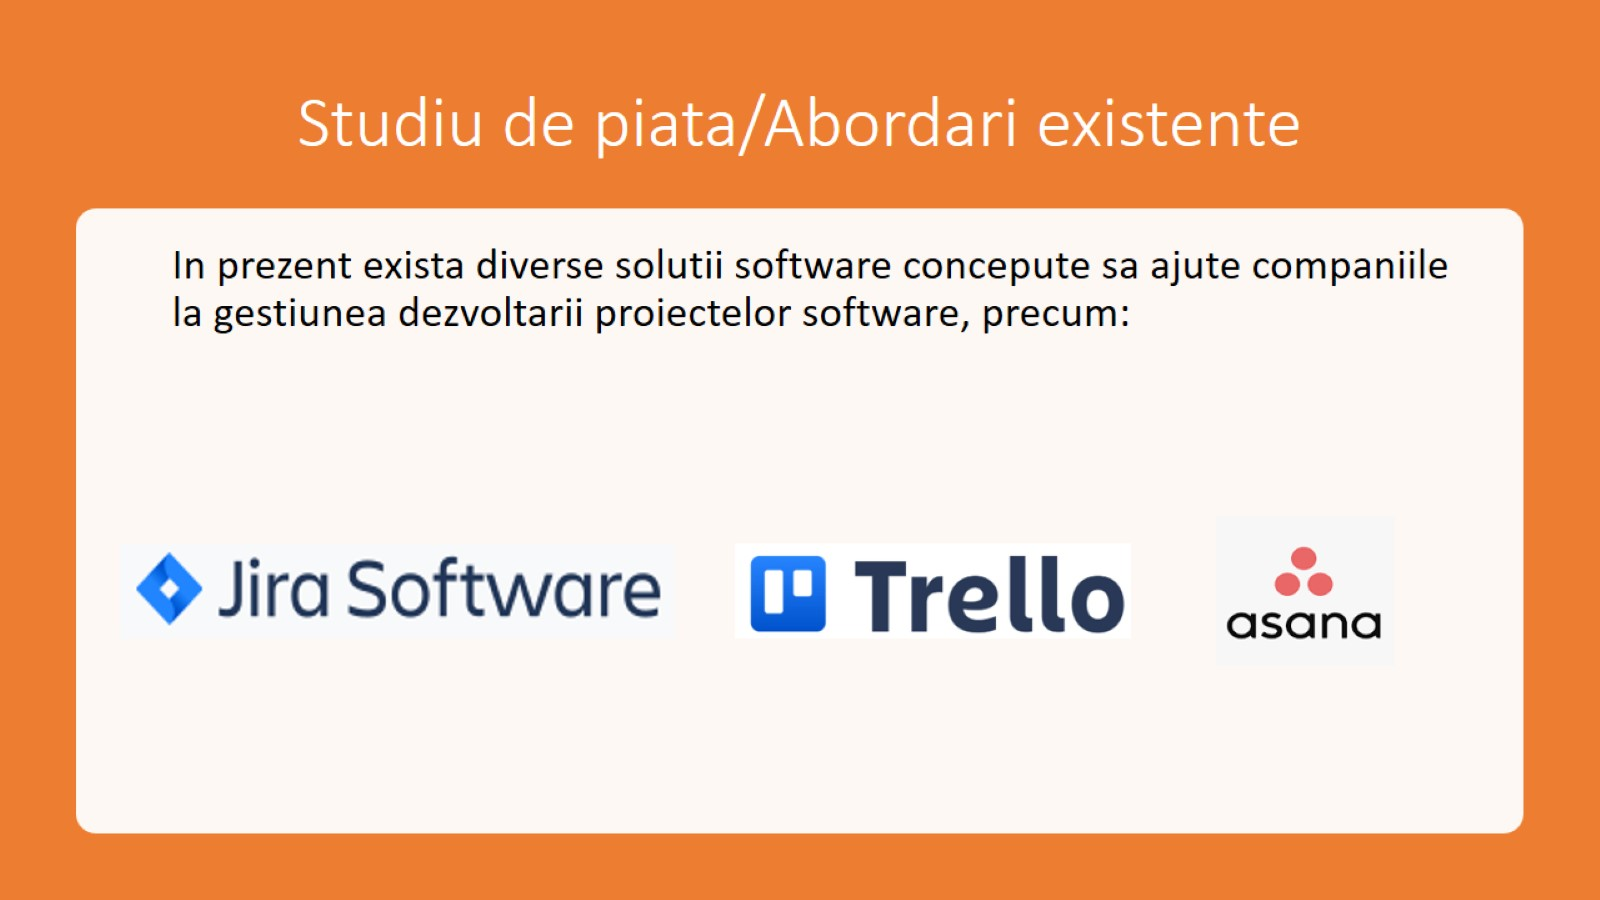 Studiu de piata/Abordari existente
In prezent exista diverse solutii software concepute sa ajute companiile
la gestiunea dezvoltarii proiectelor software, precum:
Jira Software
Trello
asana